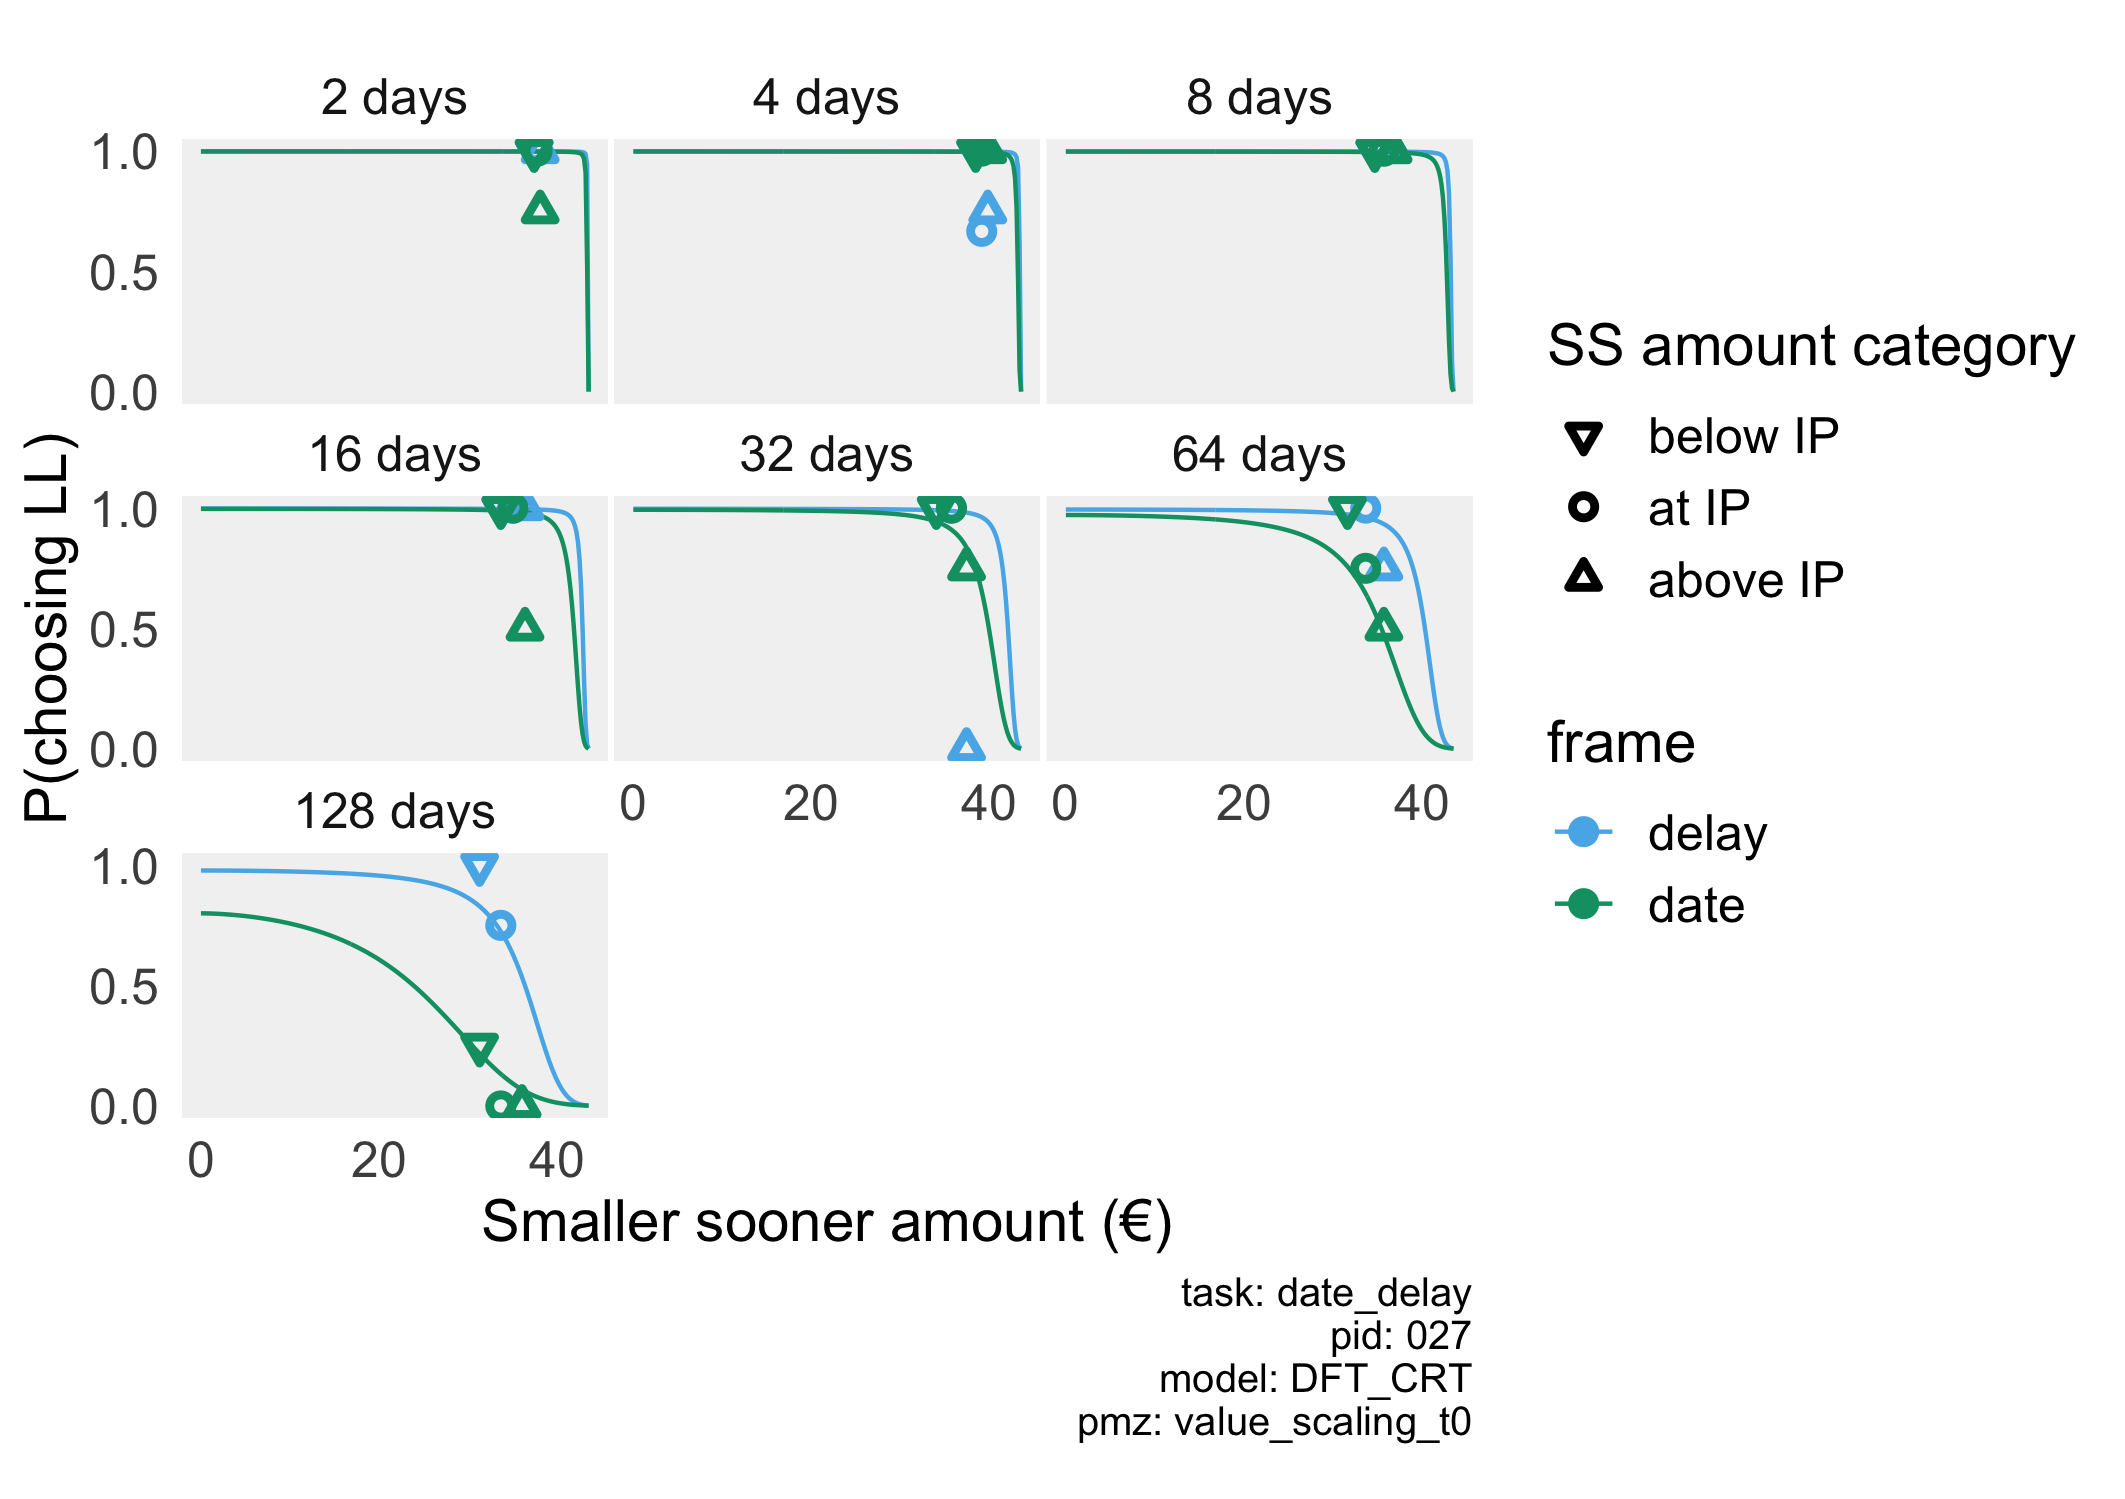 2 days
4 days
8 days
1.0
0.5
0.0
16 days
32 days
64 days
1.0
0.5
0.0
0 20 40
0 20 40
128 days
1.0
0.5
0.0
0 20 40
P(choosing LL)
Smaller sooner amount (€)
SS amount category
below IP
at IP
above IP
frame
delay
date
task: date_delay
pid: 027
model: DFT_CRT
pmz: value_scaling_t0